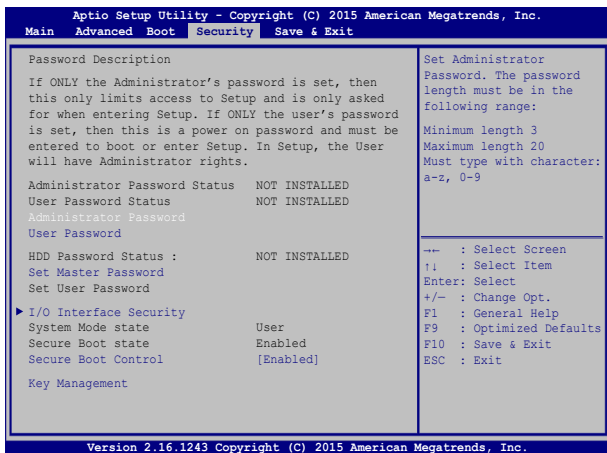 Aptio Setup Utility - Copyright (C) 2015 American Megatrends, Inc.
Main Advanced Boot Security Save & Exit
Password Description
If ONLY the Administrator's password is set, then
this only limits access to Setup and is only asked
for when entering Setup. If ONLY the user's password
is set, then this is a power on password and must be
entered to boot or enter Setup. In Setup, the User
will have Administrator rights.
Administrator Password Status NOT INSTALLED
User Password Status NOT INSTALLED
Administrator Password
User Password
HDD Password Status : NOT INSTALLED
Set Master Password
Set User Password
I/O Interface Security
System Mode state User
Secure Boot state Enabled
Secure Boot Control [Enabled]
Key Management
Set Administrator
Password. The password
length must be in the
following range:
Minimum length 3
Maximum length 20
Must type with character:
a-z, 0-9
→← : Select Screen
↑↓ : Select Item
Enter: Select
+/— : Change Opt.
F1 : General Help
F9 : Optimized Defaults
F10 : Save & Exit
ESC : Exit
Version 2.16.1243 Copyright (C) 2015 American Megatrends, Inc.